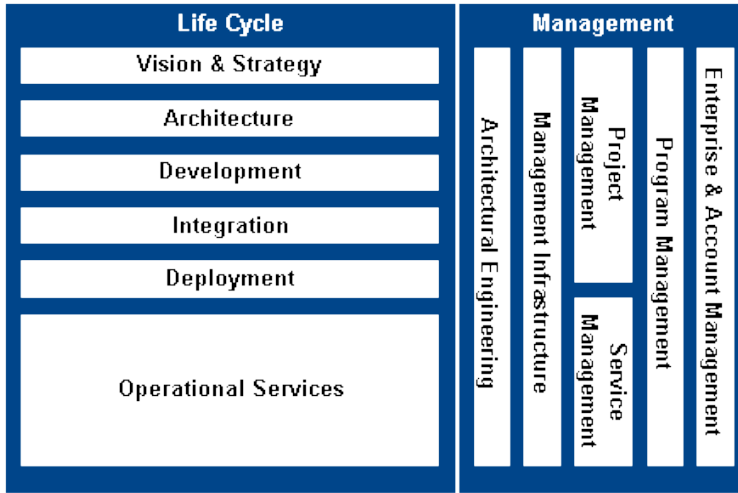 Life Cycle
Vision & Strategy
Architecture
Development
Integration
Deployment
Operational Services
Management
Architectural Engineering
Management Infrastructure
Project
Management
Service
Management
Program Management
Enterprise & Account Management